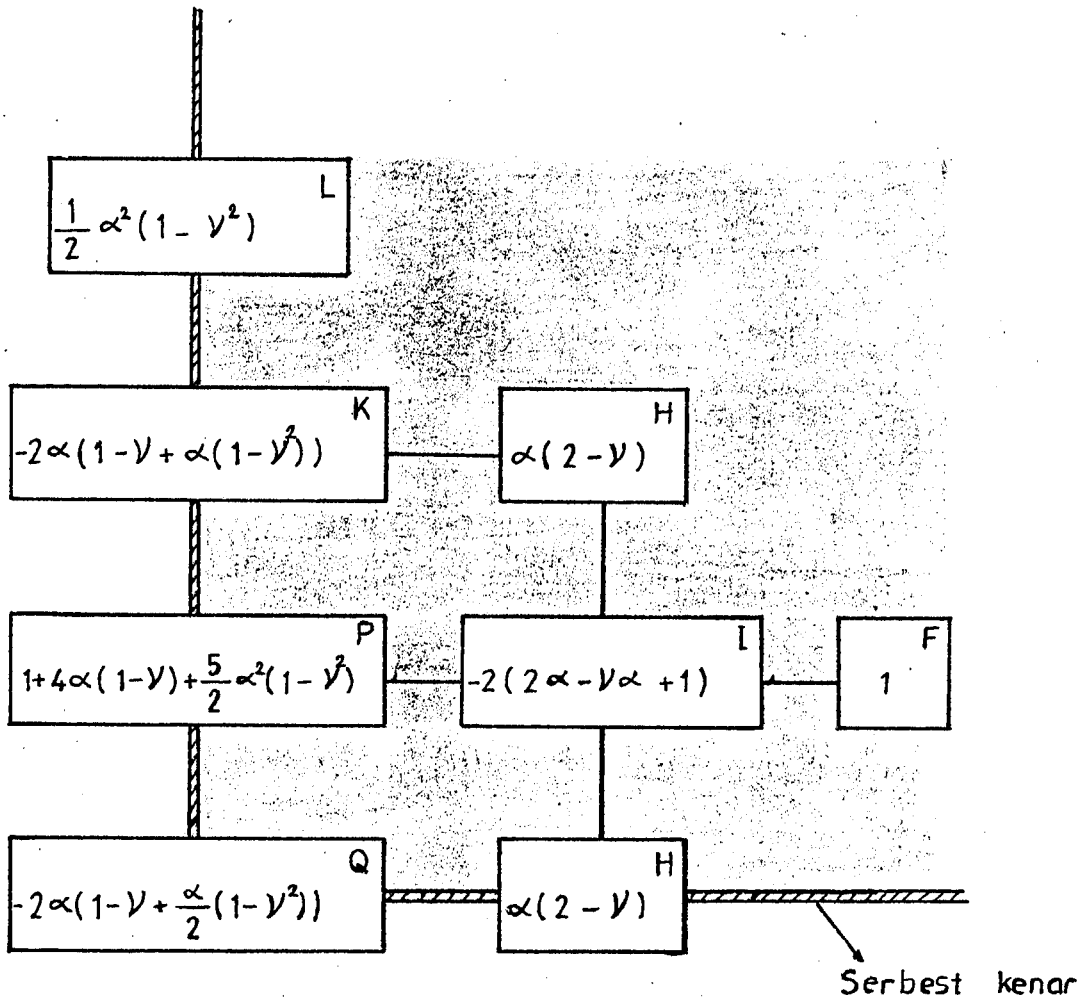 L
1/2 α²(1 - ν²)
K
-2α(1-ν + α(1-ν²))
H
α(2-ν)
P
1+4α(1-ν)+5/2 α²(1-ν²)
I
-2(2α-να+1)
F
1
Q
-2α(1-ν + α/2 (1-ν²))
H
α(2-ν)
Serbest kenar